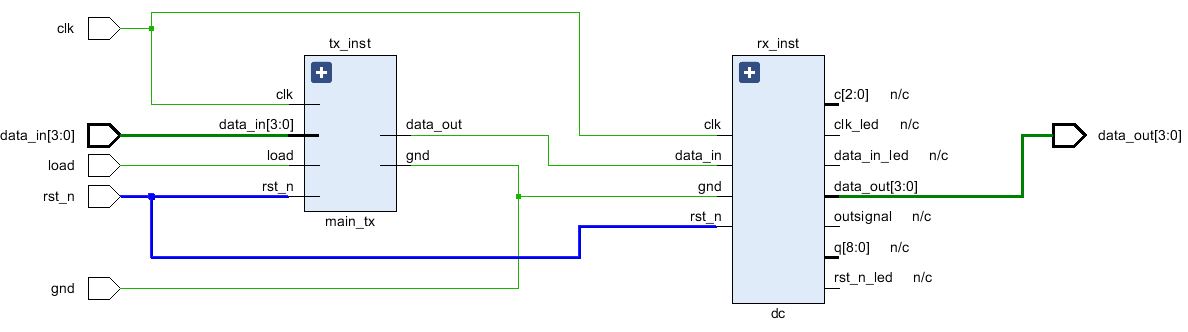 clk
data_in[3:0]
load
rst_n
gnd
tx_inst
clk
data_in[3:0]
load
rst_n
data_out
gnd
main_tx
rx_inst
clk
data_in
gnd
rst_n
c[2:0] n/c
clk_led n/c
data_in_led n/c
data_out[3:0]
outsignal n/c
q[8:0] n/c
rst_n_led n/c
dc
data_out[3:0]